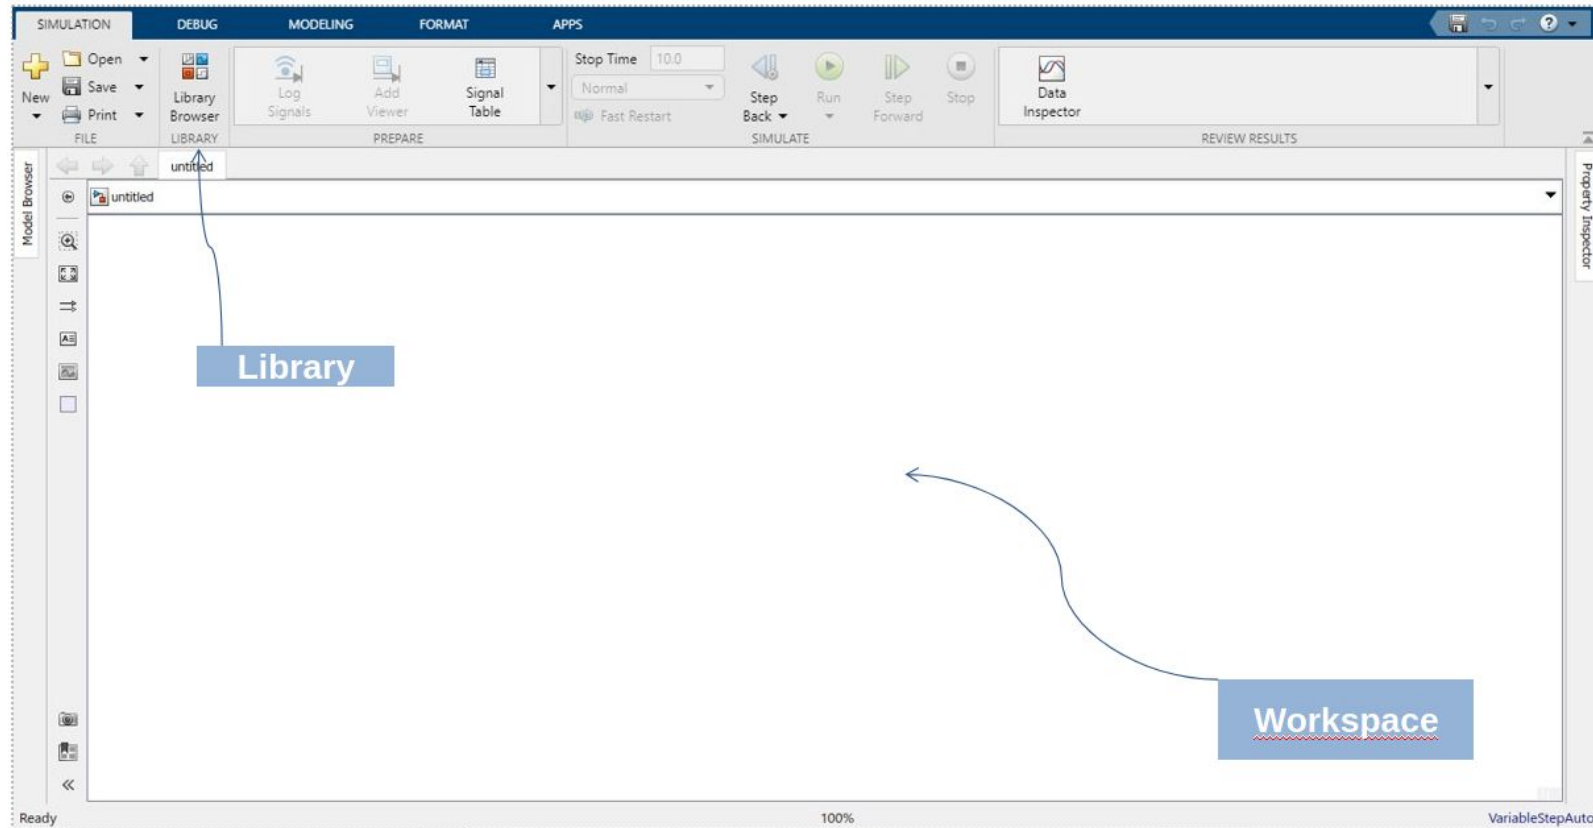 SIMULATION DEBUG MODELING FORMAT APPS
New
Open
Save
Print
FILE
Library
Browser
LIBRARY
Log
Signals
Add
Viewer
Signal
Table
PREPARE
Stop Time 10.0
Normal
Fast Restart
Step
Back
Run
Step
Forward
Stop
SIMULATE
Data
Inspector
REVIEW RESULTS
Model Browser
untitled
untitled
Property Inspector
Library
Workspace
Ready 100% VariableStepAuto